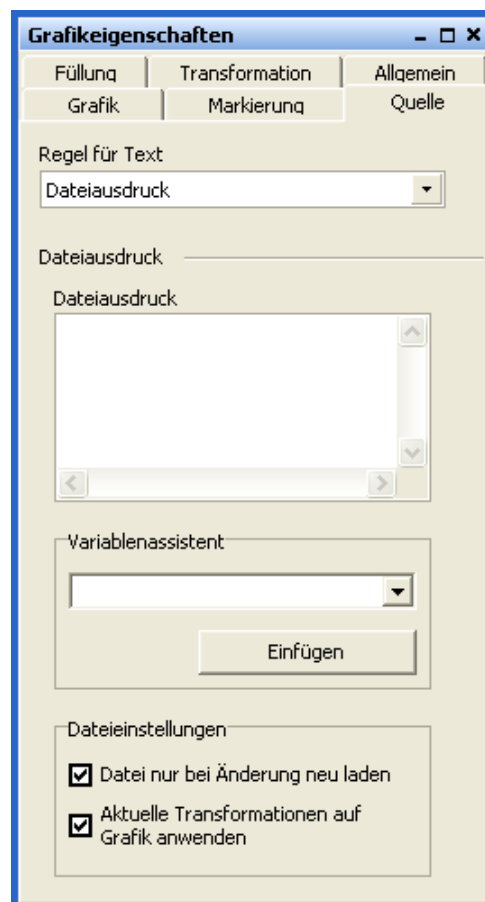 Grafikeigenschaften
Füllung Transformation Allgemein
Grafik Markierung Quelle
Regel für Text
Dateiausdruck
Dateiausdruck
Dateiausdruck
Variablenassistent
Einfügen
Dateieinstellungen
Datei nur bei Änderung neu laden
Aktuelle Transformationen auf
Grafik anwenden